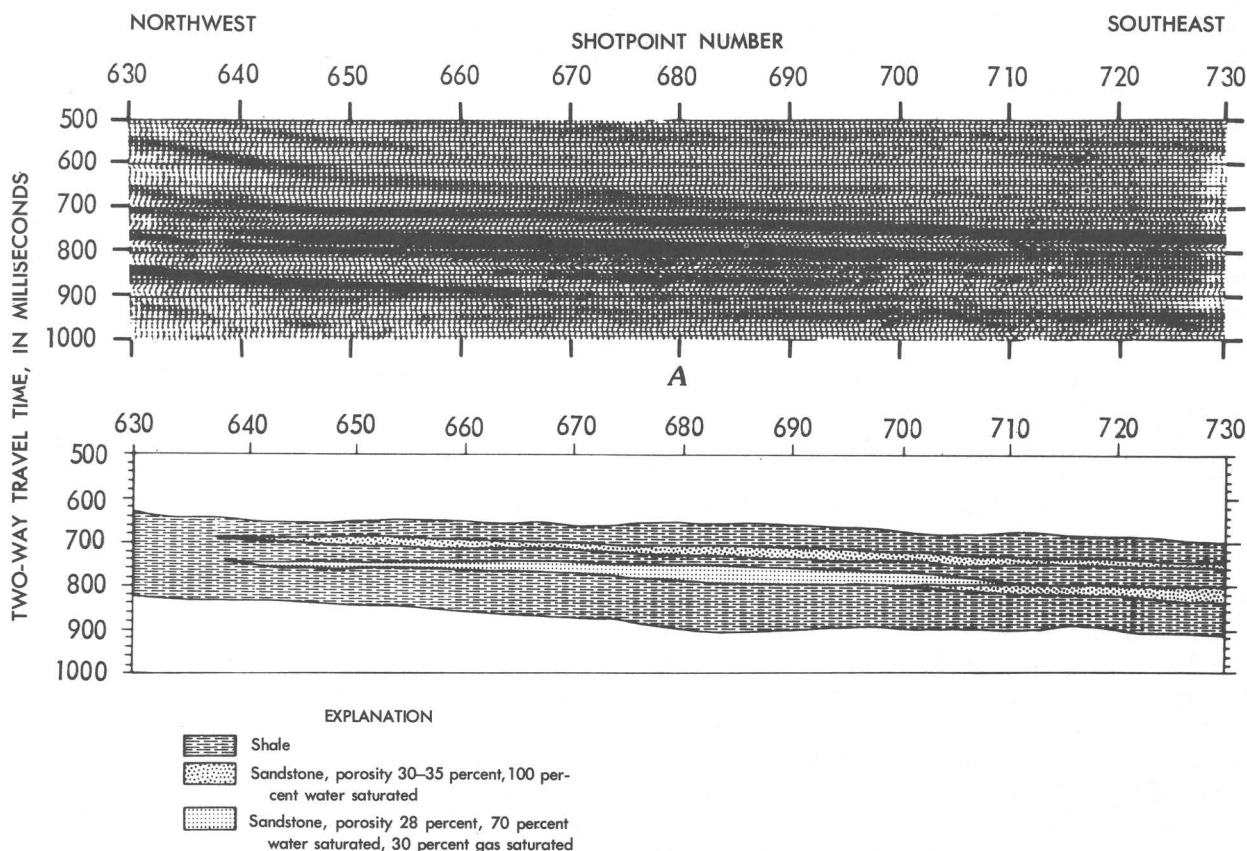 NORTHWEST SOUTHEAST
SHOTPOINT NUMBER
630 640 650 660 670 680 690 700 710 720 730
500
600
700
800
900
1000
TWO-WAY TRAVEL TIME, IN MILLISECONDS
A
630 640 650 660 670 680 690 700 710 720 730
500
600
700
800
900
1000
EXPLANATION
Shale
Sandstone, porosity 30–35 percent, 100 per-
cent water saturated
Sandstone, porosity 28 percent, 70 percent
water saturated, 30 percent gas saturated